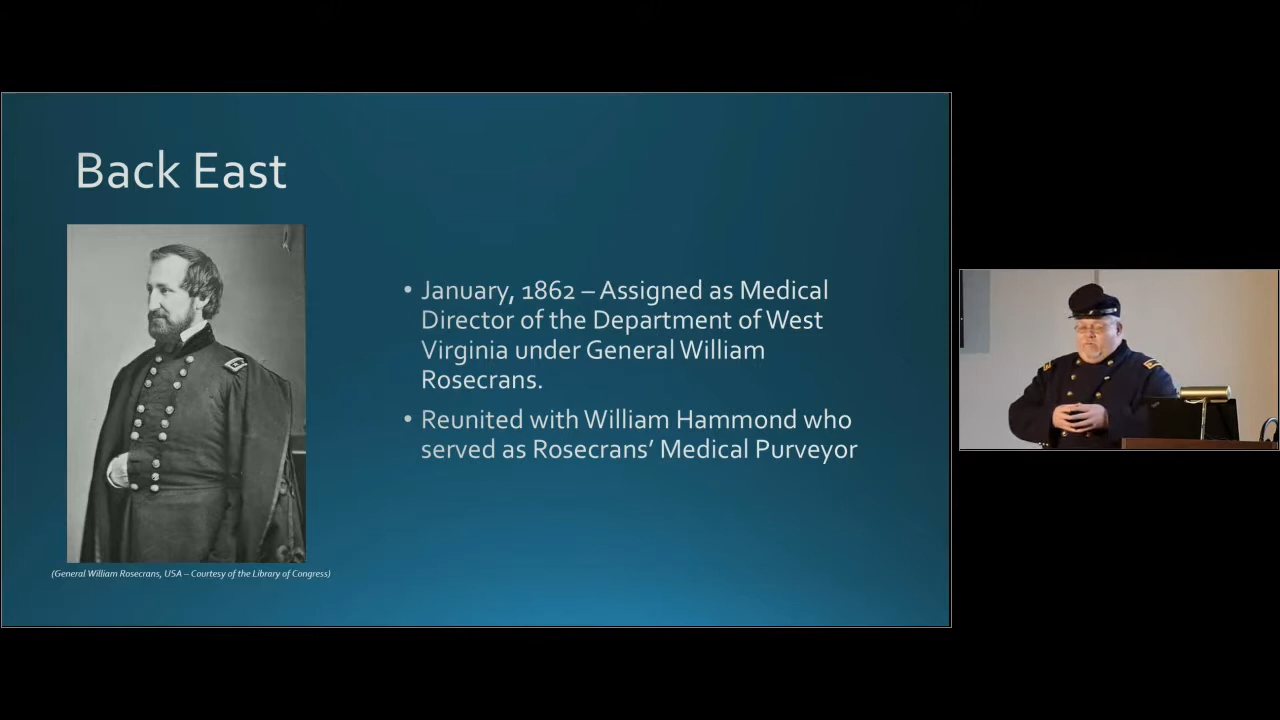 Back East
• January, 1862 – Assigned as Medical
Director of the Department of West
Virginia under General William
Rosecrans.
• Reunited with William Hammond who
served as Rosecrans’ Medical Purveyor
(General William Rosecrans, USA – Courtesy of the Library of Congress)